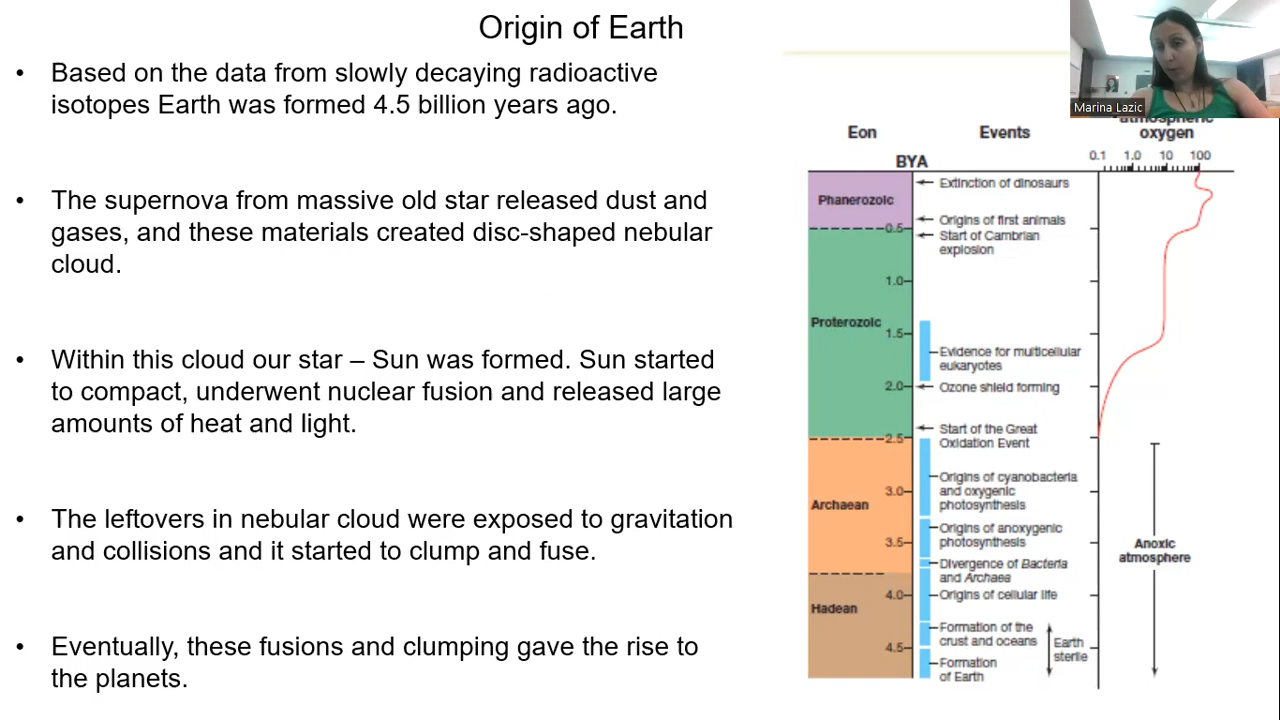 Origin of Earth
• Based on the data from slowly decaying radioactive
isotopes Earth was formed 4.5 billion years ago.
• The supernova from massive old star released dust and
gases, and these materials created disc-shaped nebular
cloud.
• Within this cloud our star – Sun was formed. Sun started
to compact, underwent nuclear fusion and released large
amounts of heat and light.
• The leftovers in nebular cloud were exposed to gravitation
and collisions and it started to clump and fuse.
• Eventually, these fusions and clumping gave the rise to
the planets.
Marina Lazic
Eon
Events
atmospheric
oxygen
BYA
0.1 1.0 10 100
Phanerozoic
Proterozoic
Archaean
Hadean
0.5
1.0
1.5
2.0
2.5
3.0
3.5
4.0
4.5
Extinction of dinosaurs
Origins of first animals
Start of Cambrian
explosion
Evidence for multicellular
eukaryotes
Ozone shield forming
Start of the Great
Oxidation Event
Origins of cyanobacteria
and oxygenic
photosynthesis
Origins of anoxygenic
photosynthesis
Divergence of Bacteria
and Archaea
Origins of cellular life
Formation of the
crust and oceans
Formation
of Earth
Earth
sterile
Anoxic
atmosphere